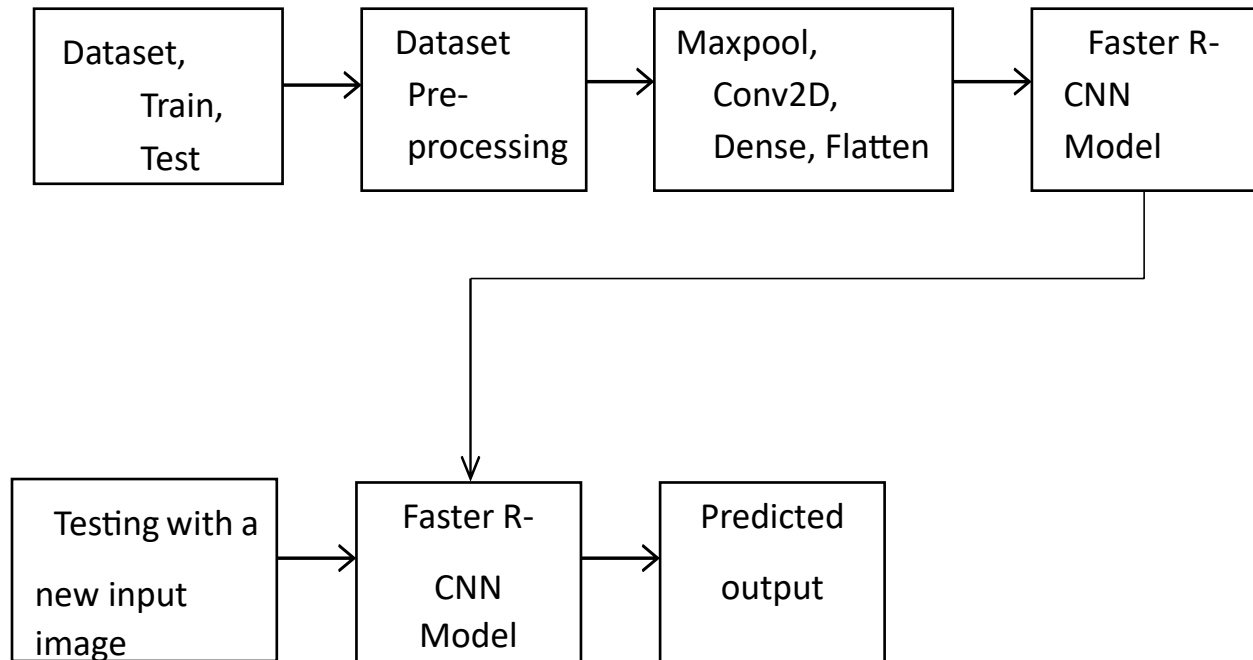 Dataset,
Train,
Test
Dataset
Pre-
processing
Maxpool,
Conv2D,
Dense, Flatten
Faster R-
CNN
Model
Testing with a
new input
image
Faster R-
CNN
Model
Predicted
output